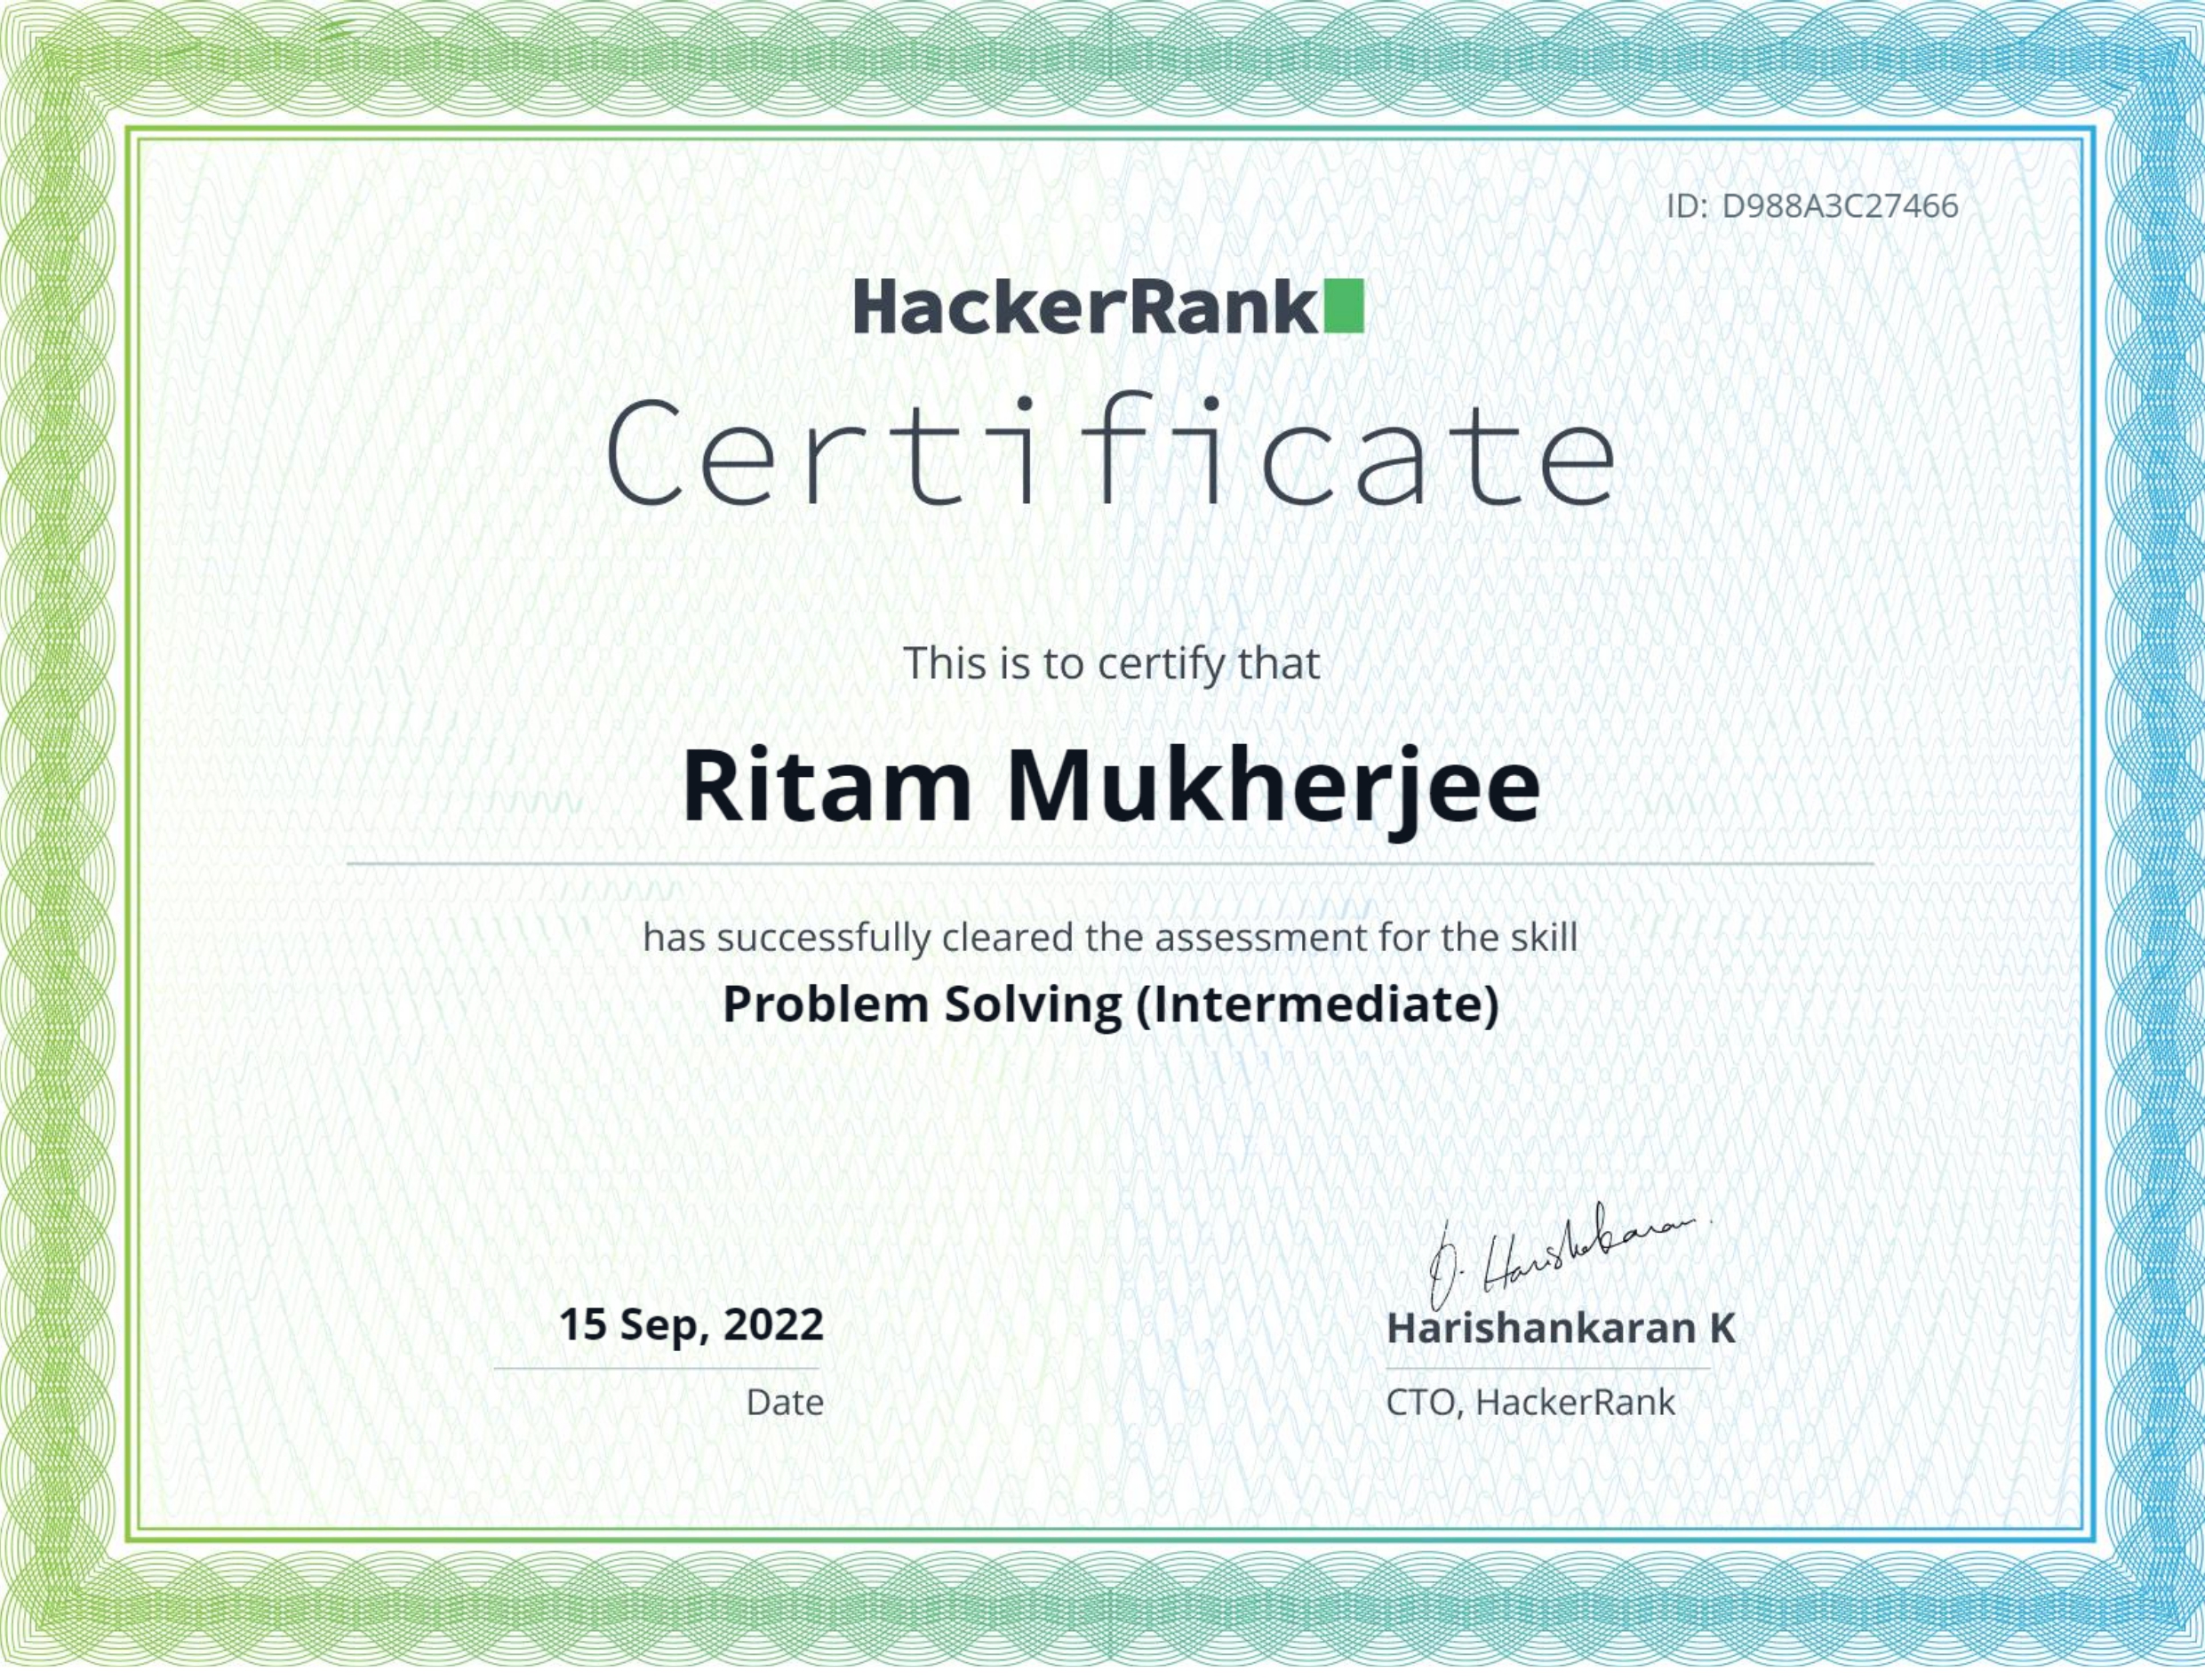 ID: D988A3C27466
HackerRank
Certificate
This is to certify that
Ritam Mukherjee
has successfully cleared the assessment for the skill
Problem Solving (Intermediate)
15 Sep, 2022
Date
Harishankaran K
CTO, HackerRank